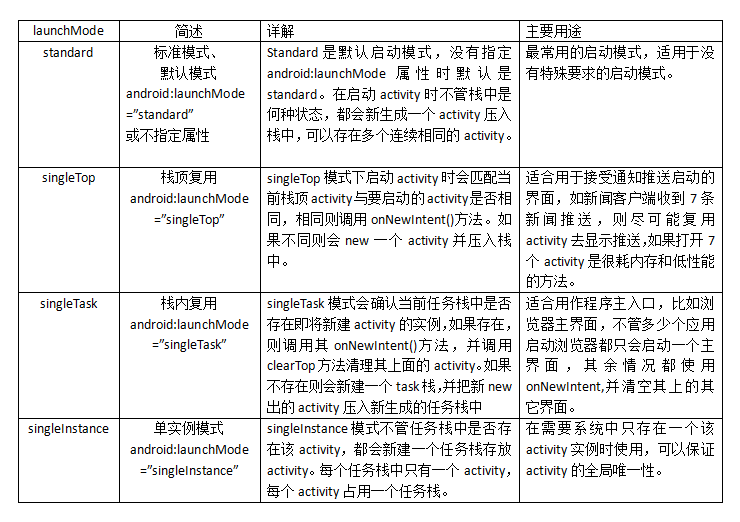 launchMode 简述 详解 主要用途
standard
标准模式、
默认模式
android:launchMode
="standard"
或不指定属性
Standard 是默认启动模式，没有指定
android:launchMode 属性时默认是
standard。在启动 activity 时不管栈中是
何种状态，都会新生成一个 activity 压入
栈中，可以存在多个连续相同的 activity。
最常用的启动模式，适用于没
有特殊要求的启动模式。
singleTop
栈顶复用
android:launchMode
="singleTop"
singleTop 模式下启动 activity 时会匹配当
前栈顶 activity 与要启动的 activity 是否相
同，相同则调用 onNewIntent()方法。如
果不同则会 new 一个 activity 并压入栈
中。
适合用于接受通知推送启动的
界面，如新闻客户端收到 7 条
新闻推送，则尽可能复用
activity 去显示推送，如果打开 7
个 activity 是很耗内存和低性能
的方法。
singleTask
栈内复用
android:launchMode
="singleTask"
singleTask 模式会确认当前任务栈中是否
存在即将新建 activity 的实例，如果存在，
则调用其 onNewIntent()方法，并调用
clearTop 方法清理其上面的 activity。如果
不存在则会新建一个 task 栈，并把新 new
出的 activity 压入新生成的任务栈中
适合用作程序主入口，比如浏
览器主界面，不管多少个应用
启动浏览器都只会启动一个主
界面，其余情况都使用
onNewIntent,并清空其上的其
它界面。
singleInstance
单实例模式
android:launchMode
="singleInstance"
singleInstance 模式不管任务栈中是否存
在该 activity，都会新建一个任务栈存放
activity。每个任务栈中只有一个 activity，
每个 activity 占用一个任务栈。
在需要系统中只存在一个该
activity 实例时使用，可以保证
activity 的全局唯一性。